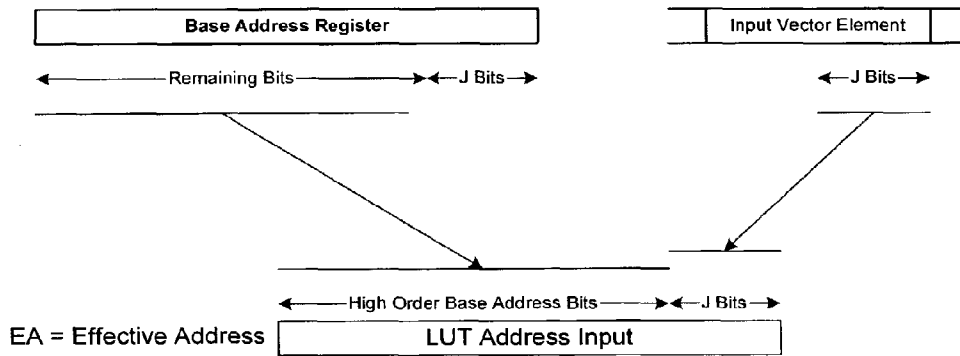 Base Address Register
Input Vector Element
Remaining Bits
J Bits
J Bits
High Order Base Address Bits
J Bits
EA = Effective Address
LUT Address Input